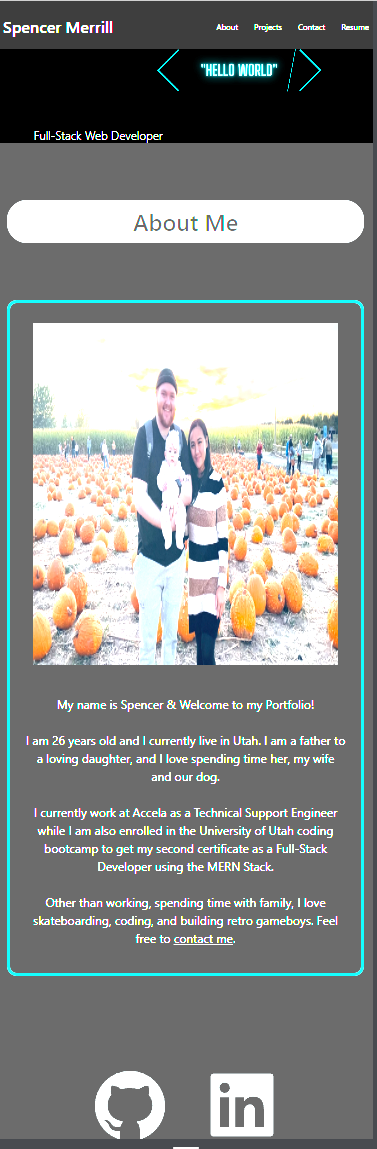 Spencer Merrill
About Projects Contact Resume
"HELLO WORLD"
Full-Stack Web Developer
About Me
My name is Spencer & Welcome to my Portfolio!
I am 26 years old and I currently live in Utah. I am a father to
a loving daughter, and I love spending time her, my wife
and our dog.
I currently work at Accela as a Technical Support Engineer
while I am also enrolled in the University of Utah coding
bootcamp to get my second certificate as a Full-Stack
Developer using the MERN Stack.
Other than working, spending time with family, I love
skateboarding, coding, and building retro gameboys. Feel
free to contact me.
in